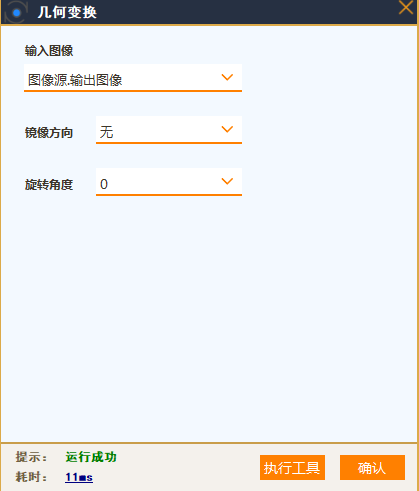 几何变换
输入图像
图像源.输出图像
镜像方向 无
旋转角度 0
提示: 运行成功
耗时: 11ms
执行工具 确认